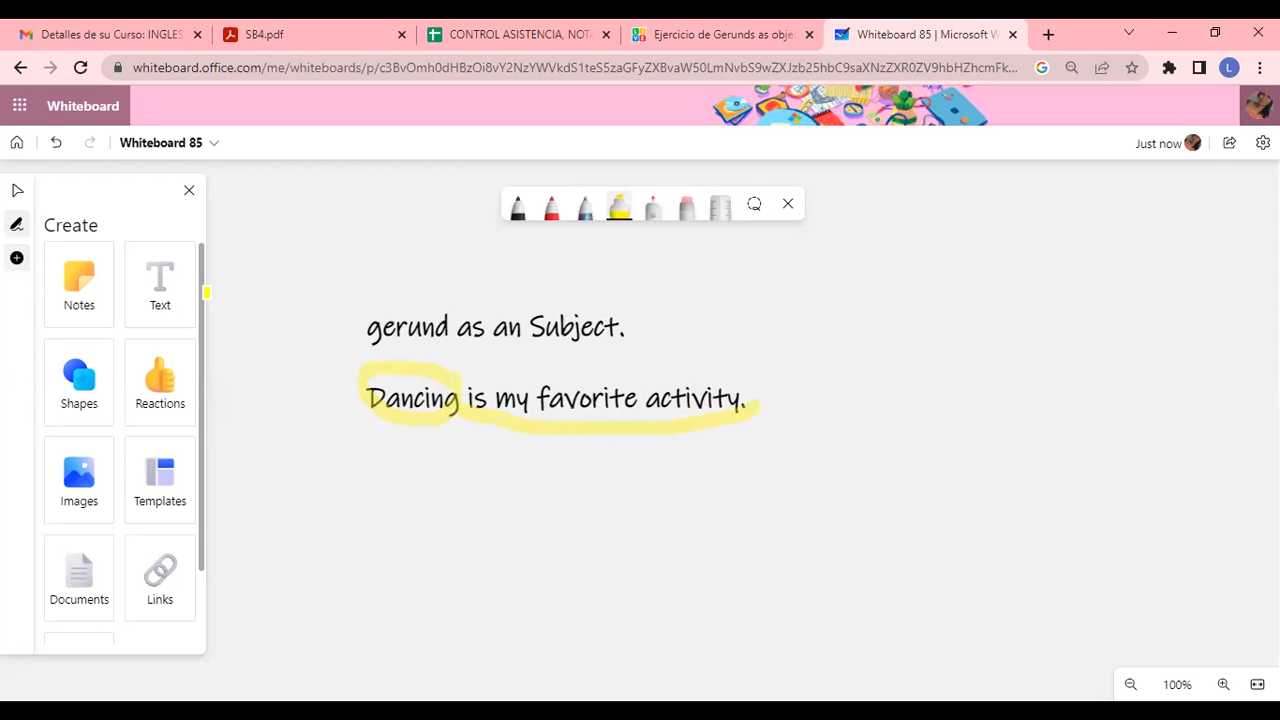 Detalles de su Curso: INGLES
SB4.pdf
CONTROL ASISTENCIA, NOTA
Ejercicio de Gerunds as obje
Whiteboard 85 | Microsoft W
whiteboard.office.com/me/whiteboards/p/c3BvOmh0dHBzOi8vY2NzYWVkdS1teS5zaGFyZXBvaW50LmNvbS9wZXJzb25hbC9saXNzZXR0ZV9hbHZhcmFk...
L
Whiteboard
Whiteboard 85
Just now
Create
Notes
Text
Shapes
Reactions
Images
Templates
Documents
Links
gerund as an Subject.
Dancing is my favorite activity.
100%